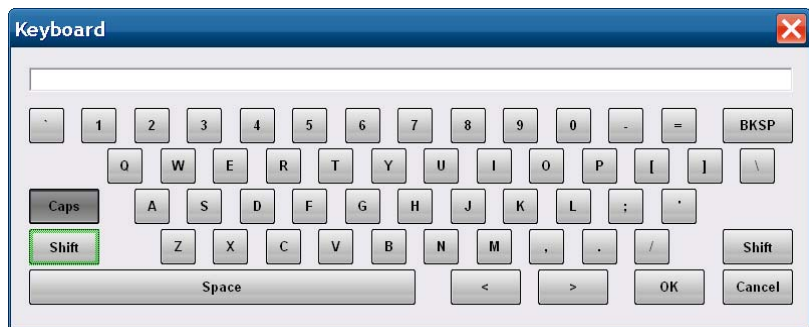 Keyboard
` 1 2 3 4 5 6 7 8 9 0 - = BKSP
Q W E R T Y U I O P [ ] \
Caps A S D F G H J K L ; '
Shift Z X C V B N M , . / Shift
Space < > OK Cancel